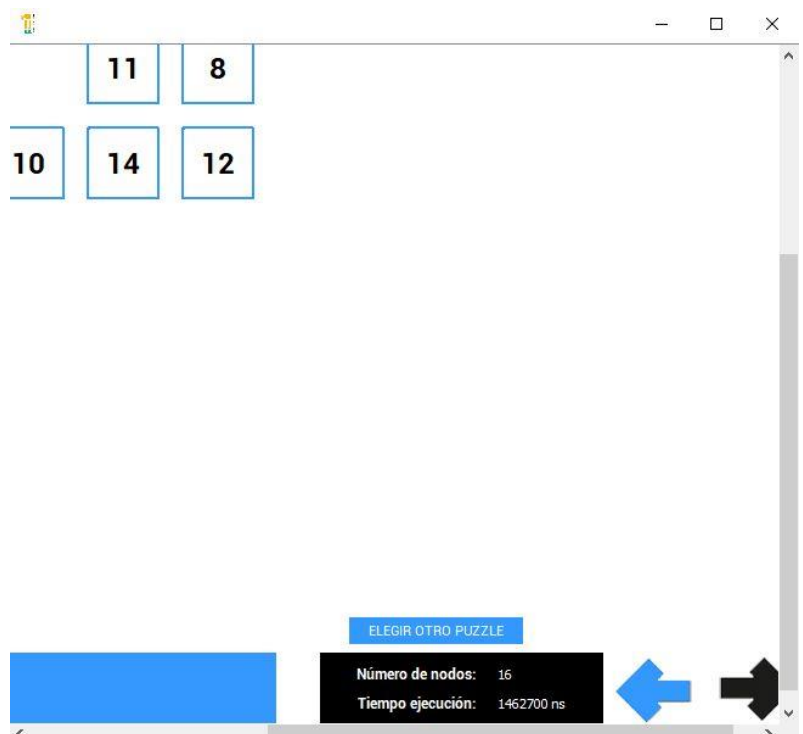 11 8
10 14 12
ELEGIR OTRO PUZZLE
Número de nodos: 16
Tiempo ejecución: 1462700 ns